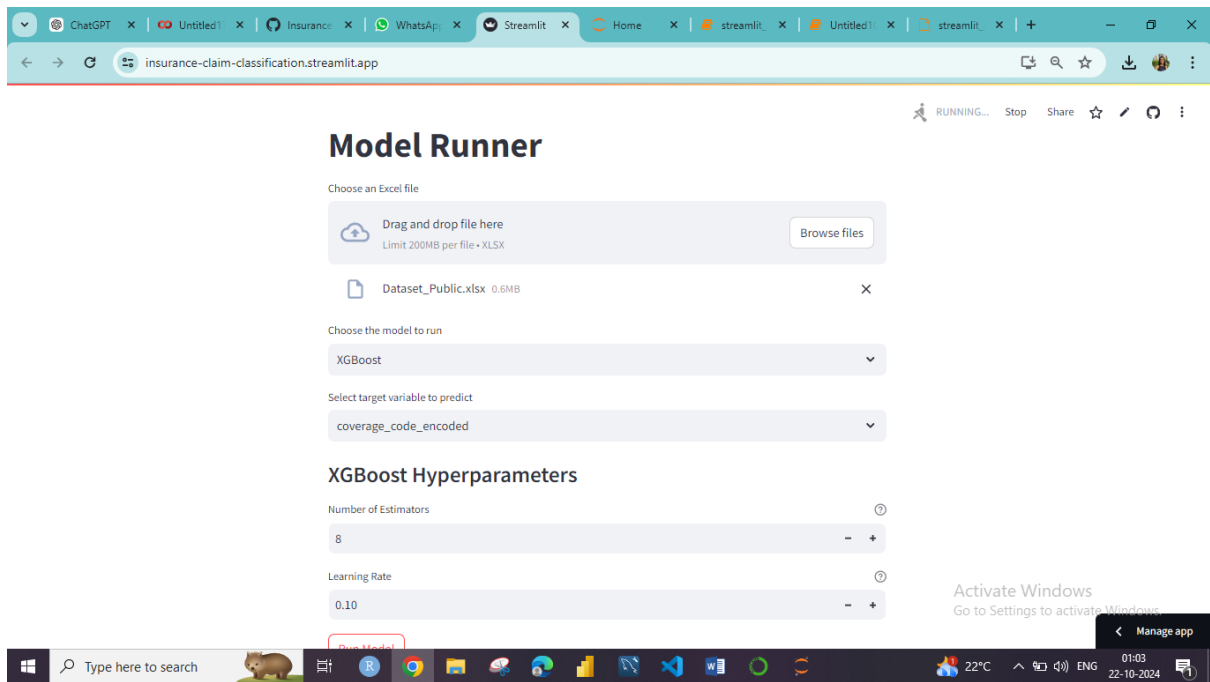 ChatGPT
Untitled1
Insurance
WhatsAp
Streamlit
Home
streamlit_
Untitled1
streamlit_
insurance-claim-classification.streamlit.app
RUNNING... Stop Share
Model Runner
Choose an Excel file
Drag and drop file here
Limit 200MB per file • XLSX
Browse files
Dataset_Public.xlsx 0.6MB
Choose the model to run
XGBoost
Select target variable to predict
coverage_code_encoded
XGBoost Hyperparameters
Number of Estimators
8
Learning Rate
0.10
Run Model
Activate Windows
Go to Settings to activate Windows.
Manage app
Type here to search
22°C
ENG
01:03
22-10-2024